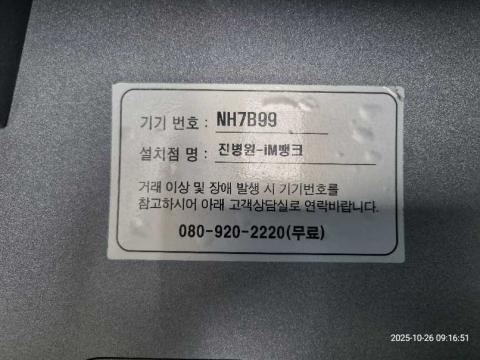 기기 번호 : NH7B99
설치점 명 : 진병원-iM뱅크
거래 이상 및 장애 발생 시 기기번호를
참고하시어 아래 고객상담실로 연락바랍니다.
080-920-2220(무료)
2025-10-26 09:16:51